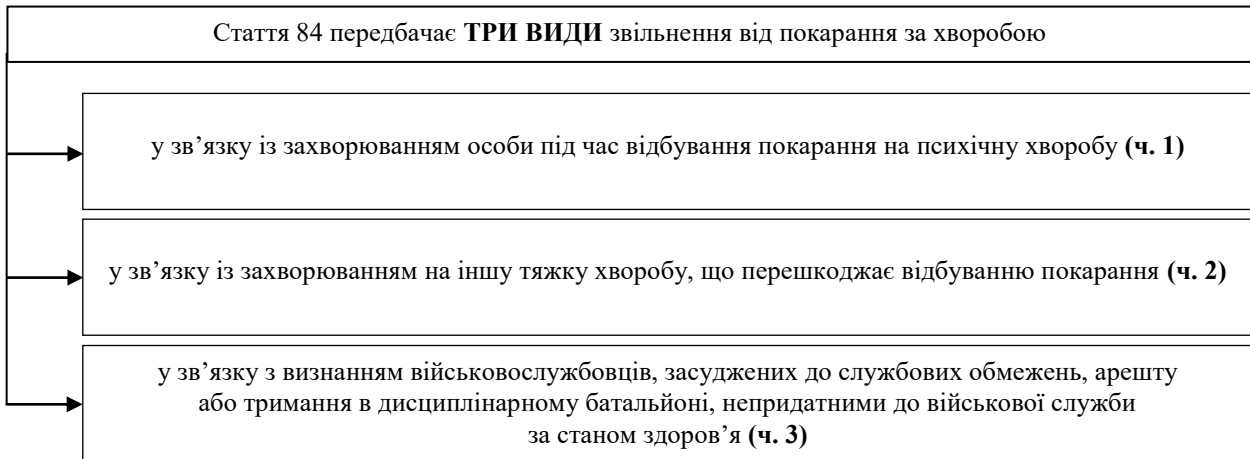 Стаття 84 передбачає ТРИ ВИДИ звільнення від покарання за хворобою
у зв’язку із захворюванням особи під час відбування покарання на психічну хворобу (ч. 1)
у зв’язку із захворюванням на іншу тяжку хворобу, що перешкоджає відбуванню покарання (ч. 2)
у зв’язку з визнанням військовослужбовців, засуджених до службових обмежень, арешту
або тримання в дисциплінарному батальйоні, непридатними до військової служби
за станом здоров’я (ч. 3)